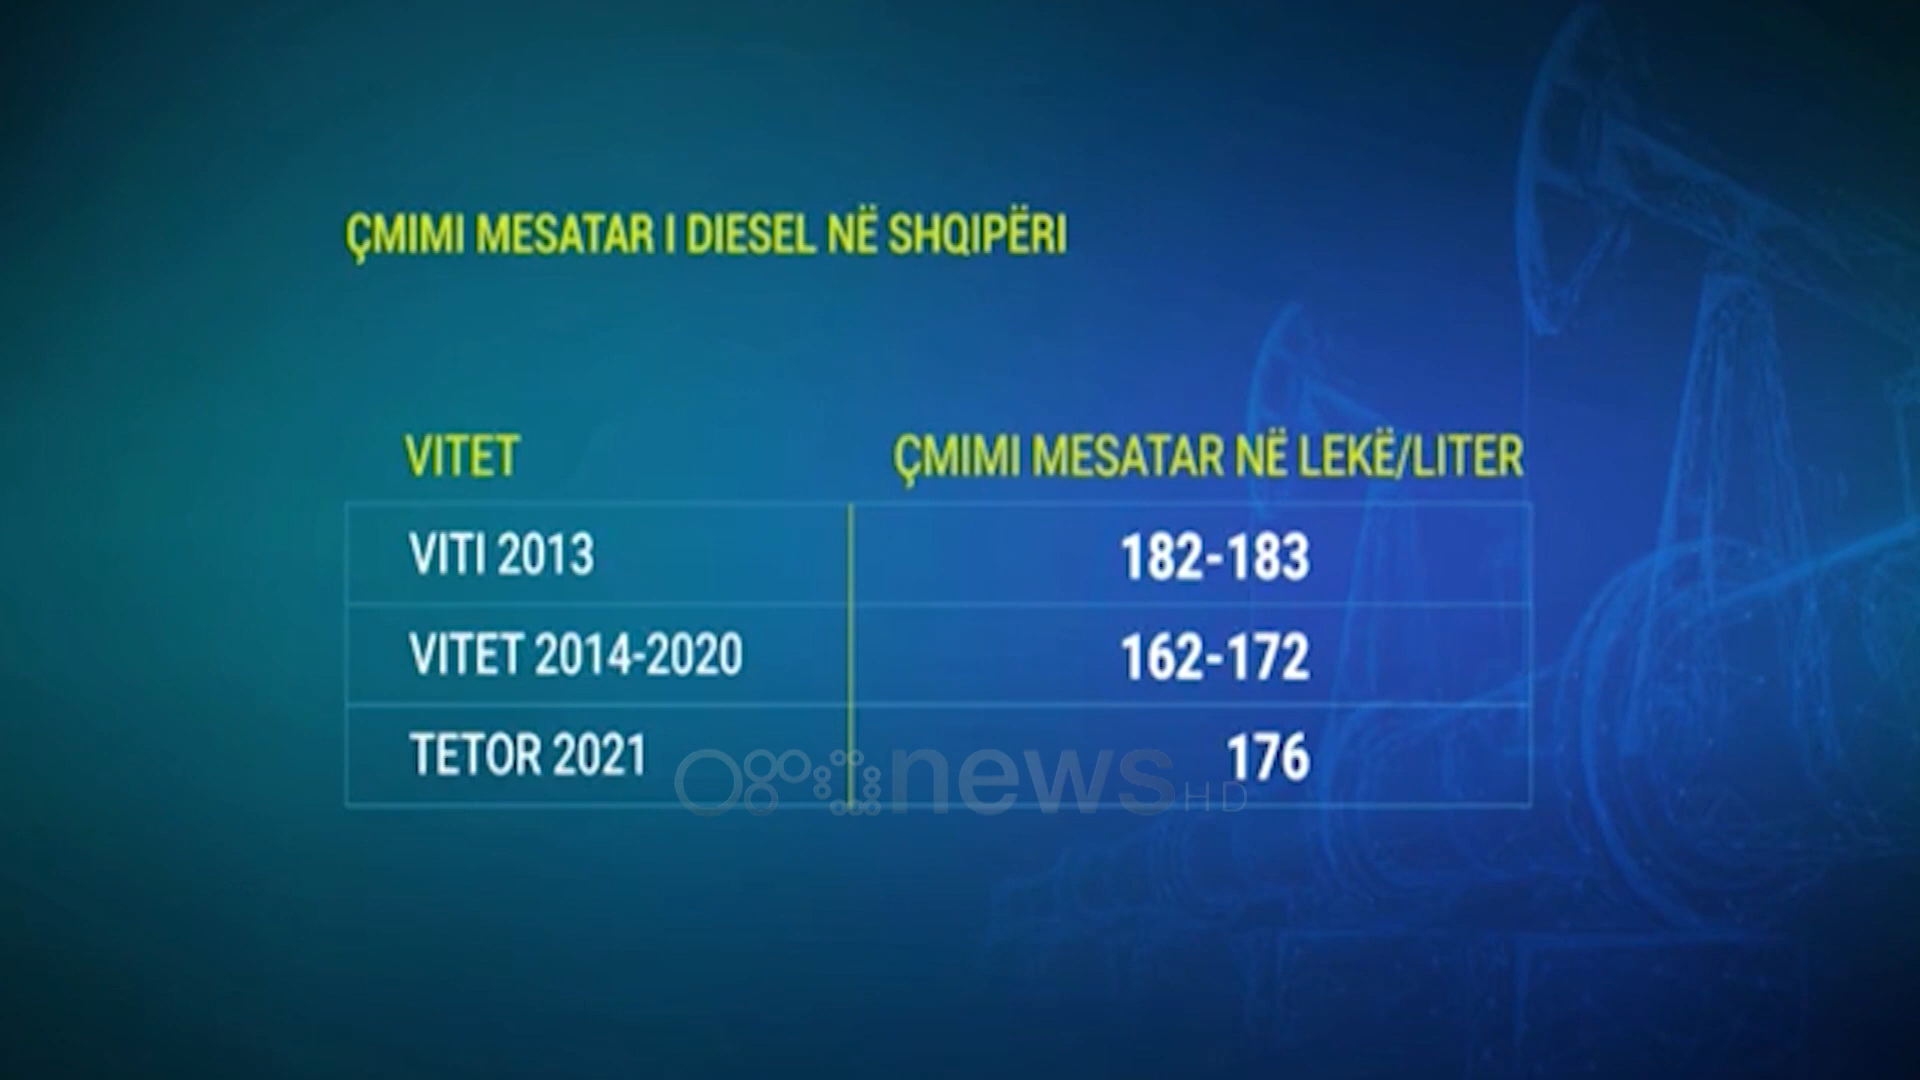 ÇMIMI MESATAR I DIESEL NË SHQIPËRI
VITET ÇMIMI MESATAR NË LEKË/LITER
VITI 2013 182-183
VITET 2014-2020 162-172
TETOR 2021 176
news HD